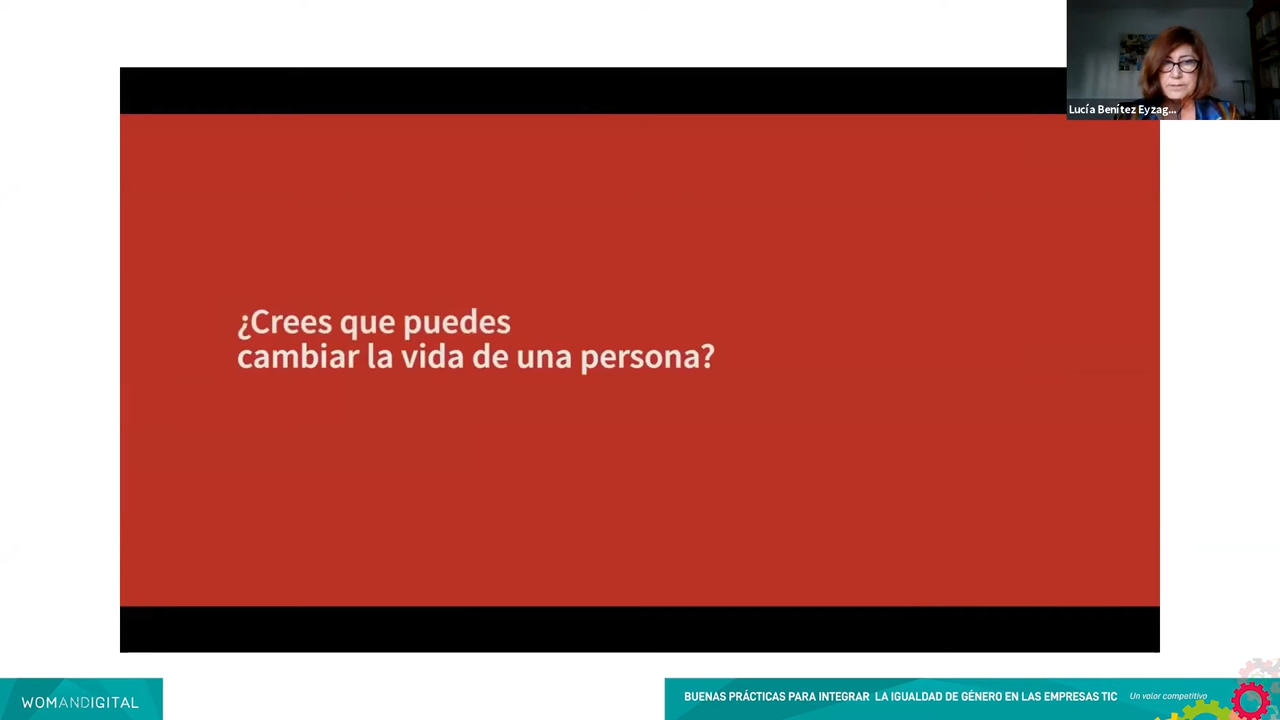 Lucía Benítez Eyzag...
¿Crees que puedes
cambiar la vida de una persona?
WOMANDIGITAL
BUENAS PRÁCTICAS PARA INTEGRAR LA IGUALDAD DE GÉNERO EN LAS EMPRESAS TIC Un valor competitivo